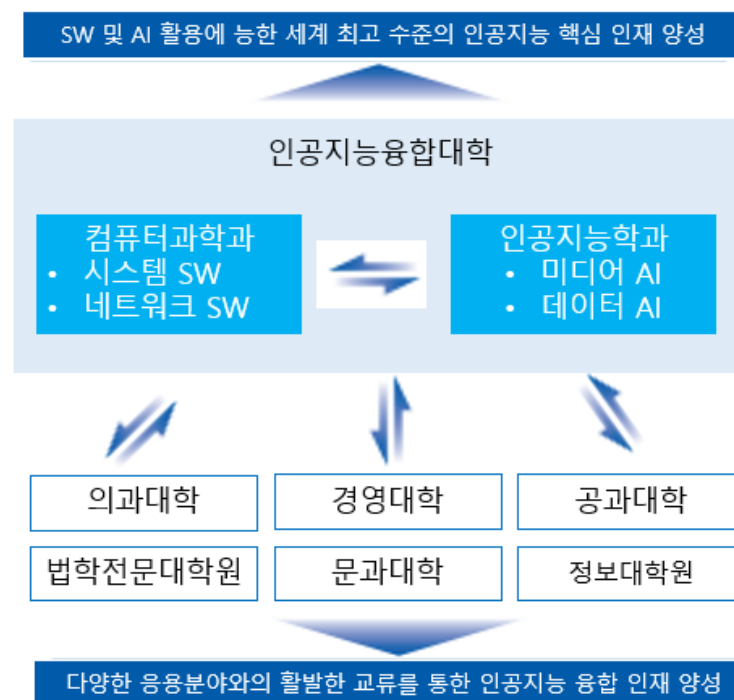 SW 및 AI 활용에 능한 세계 최고 수준의 인공지능 핵심 인재 양성
인공지능융합대학
컴퓨터과학과
• 시스템 SW
• 네트워크 SW
인공지능학과
• 미디어 AI
• 데이터 AI
의과대학
경영대학
공과대학
법학전문대학원
문과대학
정보대학원
다양한 응용분야와의 활발한 교류를 통한 인공지능 융합 인재 양성